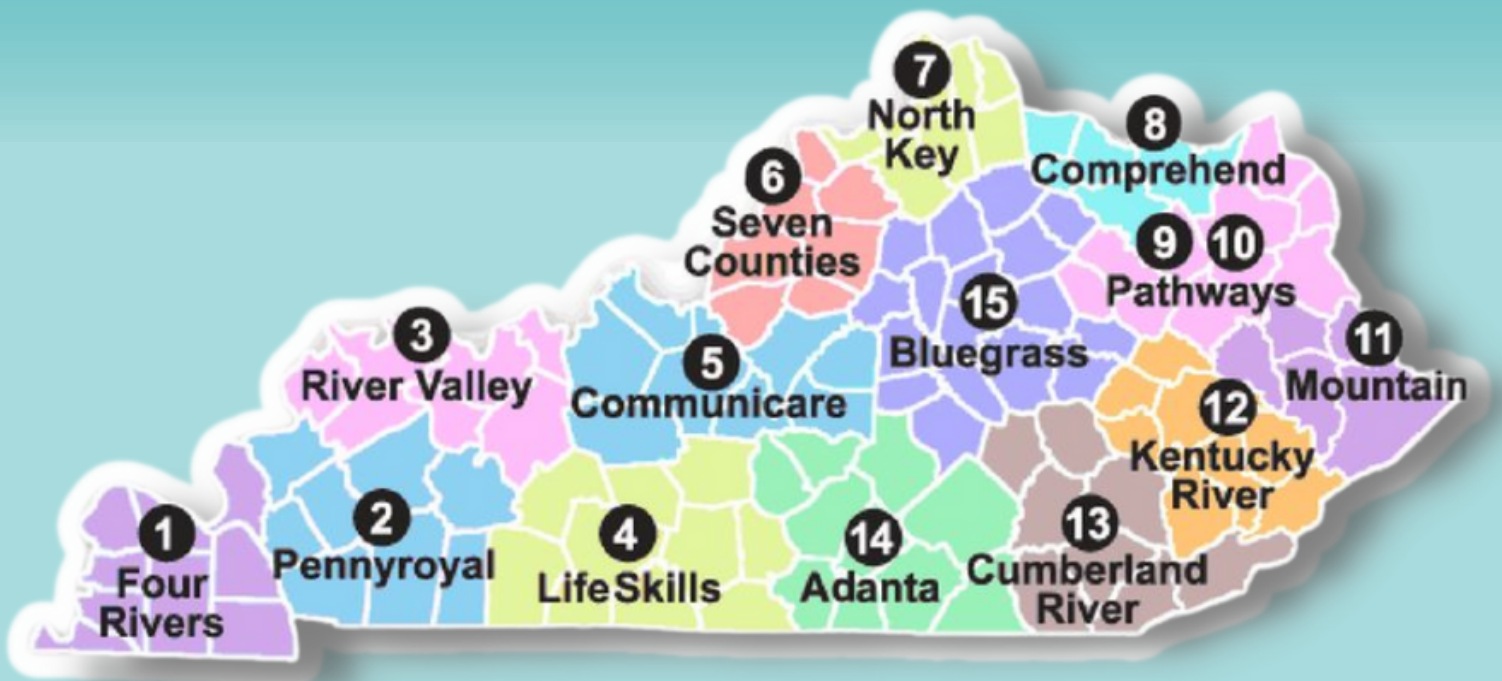 1
Four
Rivers
2
Pennyroyal
3
River Valley
4
LifeSkills
5
Communicare
6
Seven
Counties
7
North
Key
8
Comprehend
9 10
Pathways
11
Mountain
12
Kentucky
River
13
Cumberland
River
14
Adanta
15
Bluegrass